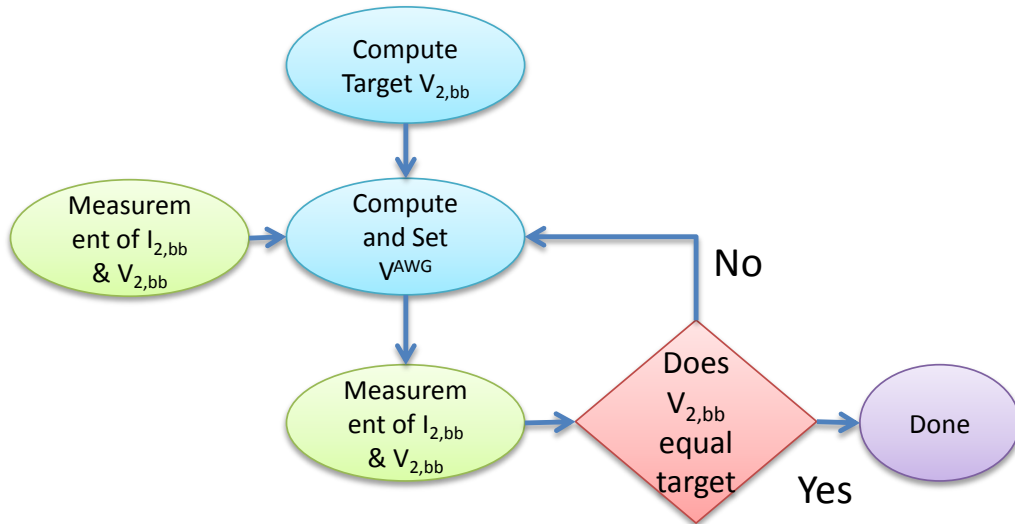 Compute
Target V2,bb
Measurem
ent of I2,bb
& V2,bb
Compute
and Set
VAWG
No
Measurem
ent of I2,bb
& V2,bb
Does
V2,bb
equal
target
Yes
Done